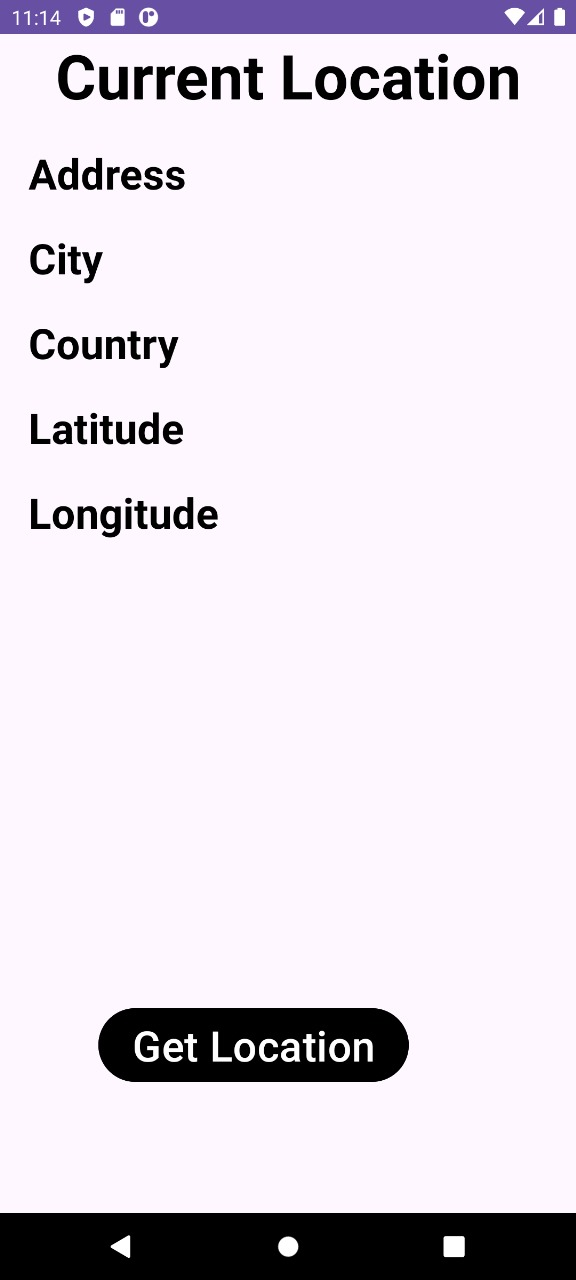 11:14
Current Location
Address
City
Country
Latitude
Longitude
Get Location